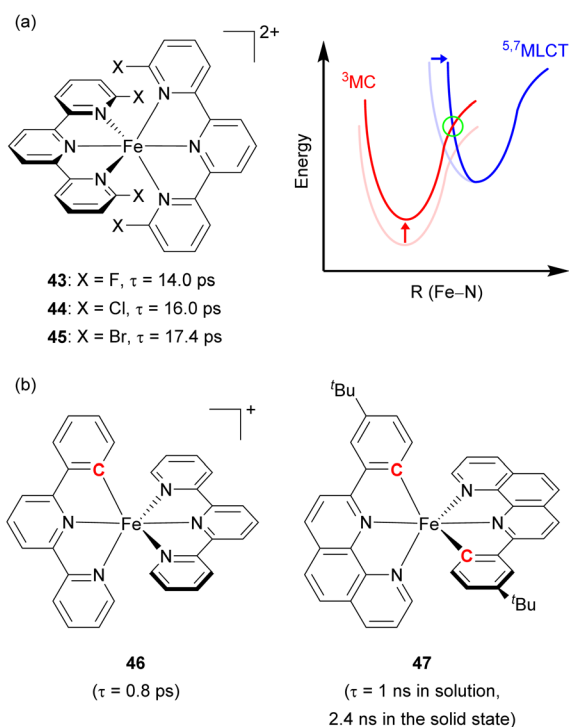 (a)
2+
X
X
N
N
N
Fe
N
N
N
X
X
43: X = F, τ = 14.0 ps
44: X = Cl, τ = 16.0 ps
45: X = Br, τ = 17.4 ps
³MC
⁵,⁷MLCT
Energy
R (Fe–N)
(b)
+
C
N
N
Fe
N
N
N
46
(τ = 0.8 ps)
ᵗBu
C
N
N
Fe
N
N
C
ᵗBu
47
(τ = 1 ns in solution,
2.4 ns in the solid state)